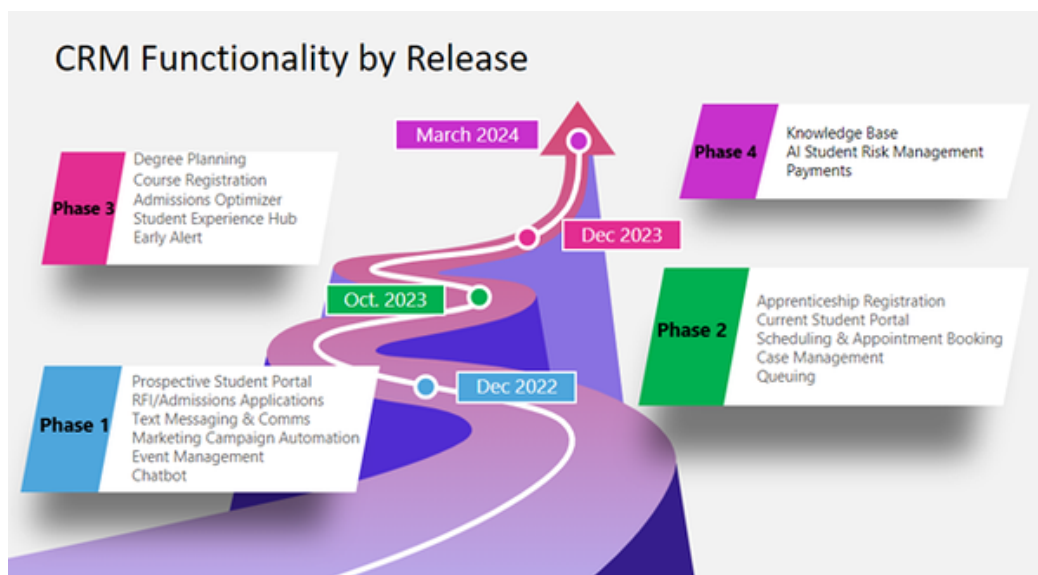 CRM Functionality by Release
March 2024
Phase 4
Knowledge Base
AI Student Risk Management
Payments
Phase 3
Degree Planning
Course Registration
Admissions Optimizer
Student Experience Hub
Early Alert
Dec 2023
Oct. 2023
Phase 2
Apprenticeship Registration
Current Student Portal
Scheduling & Appointment Booking
Case Management
Queuing
Dec 2022
Phase 1
Prospective Student Portal
RFI/Admissions Applications
Text Messaging & Comms
Marketing Campaign Automation
Event Management
Chatbot